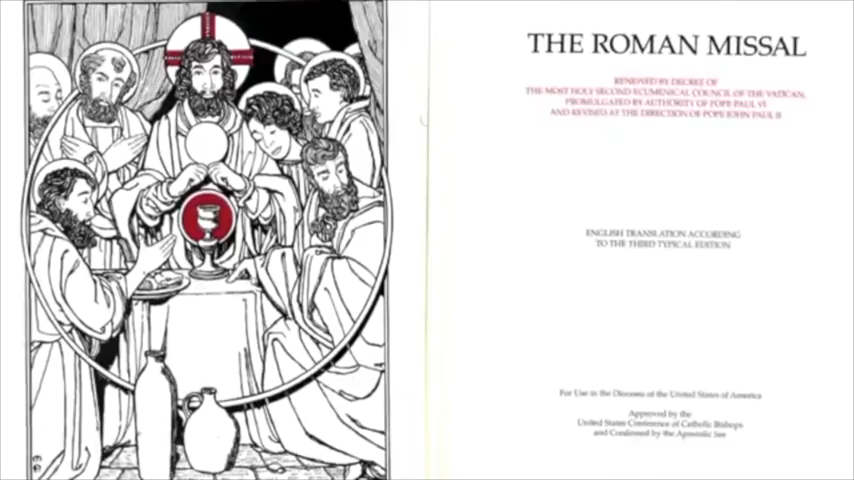 THE ROMAN MISSAL
RENEWED BY DECREE OF
THE MOST HOLY SECOND ECUMENICAL COUNCIL OF THE VATICAN,
PROMULGATED BY AUTHORITY OF POPE PAUL VI
AND REVISED AT THE DIRECTION OF POPE JOHN PAUL II
ENGLISH TRANSLATION ACCORDING
TO THE THIRD TYPICAL EDITION
For Use in the Dioceses of the United States of America
Approved by the
United States Conference of Catholic Bishops
and Confirmed by the Apostolic See